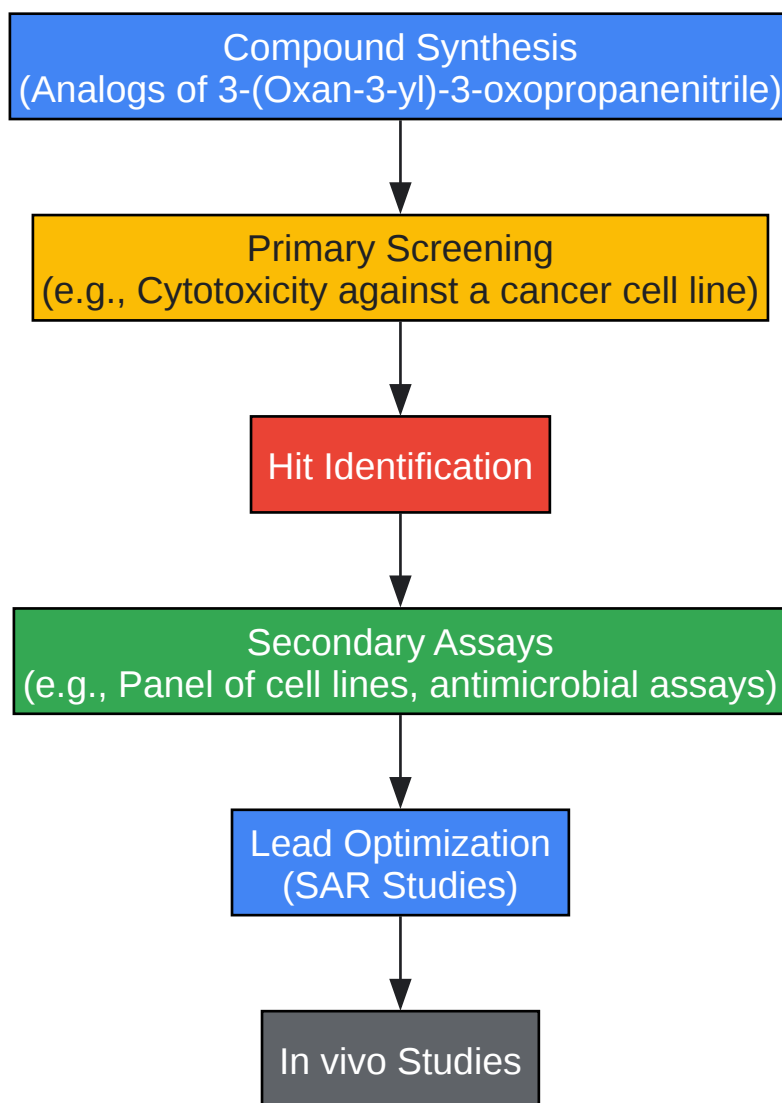 Compound Synthesis
(Analogs of 3-(Oxan-3-yl)-3-oxopropanenitrile)
Primary Screening
(e.g., Cytotoxicity against a cancer cell line)
Hit Identification
Secondary Assays
(e.g., Panel of cell lines, antimicrobial assays)
Lead Optimization
(SAR Studies)
In vivo Studies